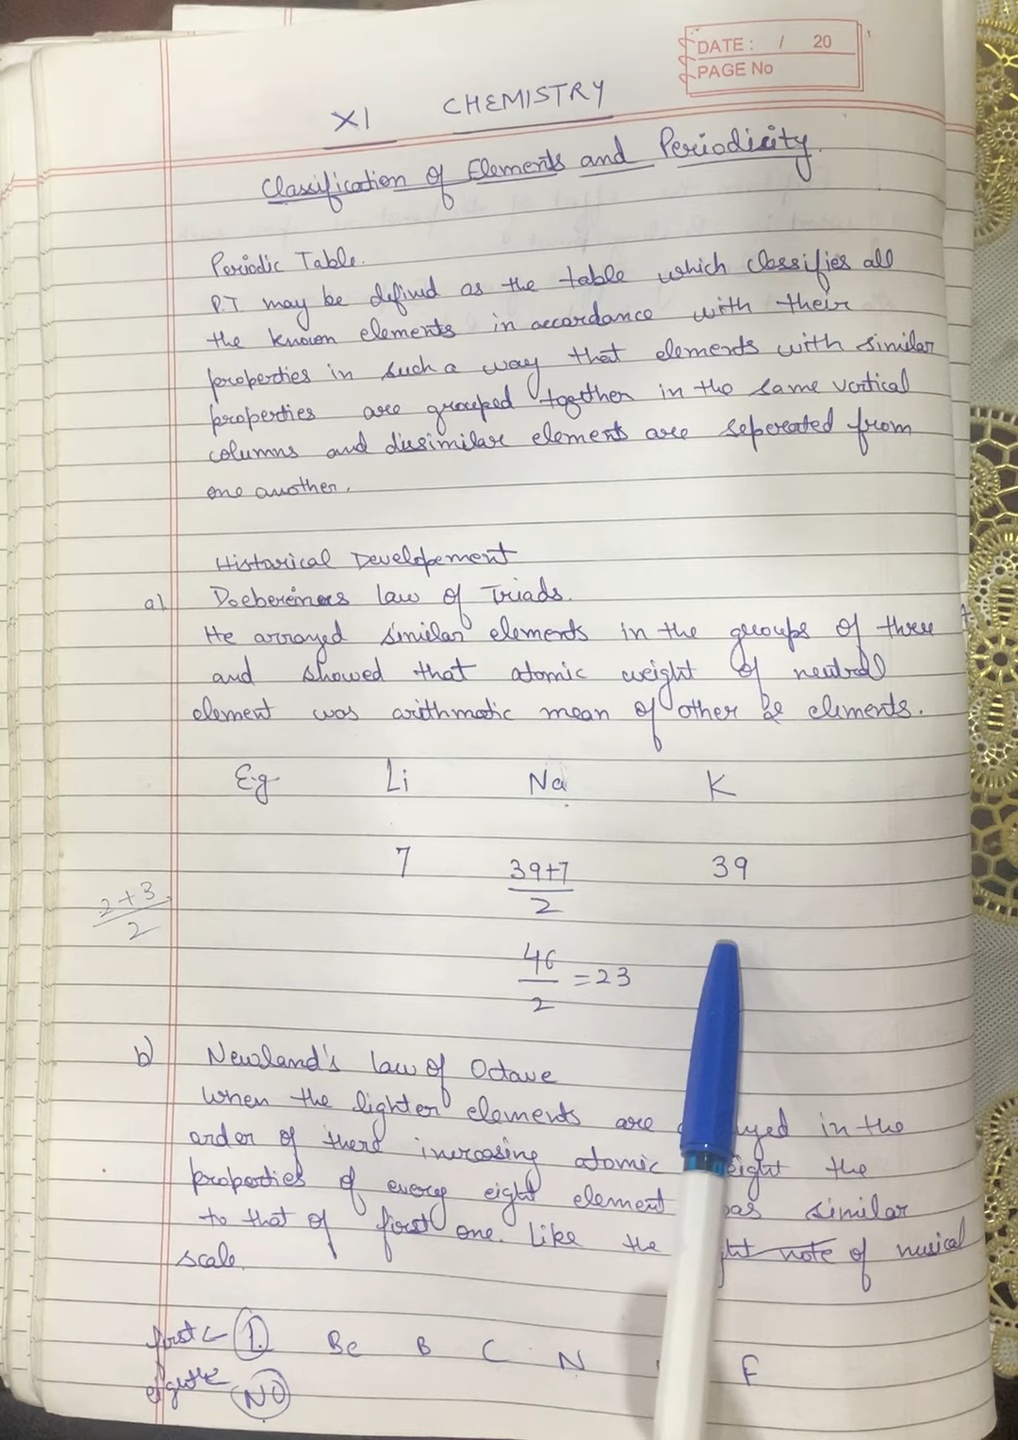 DATE: / 20
PAGE No
XI CHEMISTRY
Classification of Elements and Periodicity.
Periodic Table.
P.T. may be defined as the table which classifies all
the known elements in accordance with their
properties in such a way that elements with similar
properties are grouped together in the same vertical
columns and dissimilar elements are seperated from
one another.
Historical Developement
a) Doebereiners law of Triads.
He arrayed similar elements in the groups of three
and showed that atomic weight of neutral
element was arithmatic mean of other elements.
E.g Li Na K
7 39+7/2 39
2+3/2
46/2 = 23
b) Newland's law of Octave
When the lighter elements are in the
order of there increasing atomic the
properties of every eight element similar
to that of first one. Like the note of musical
scale.
first Be B C N F